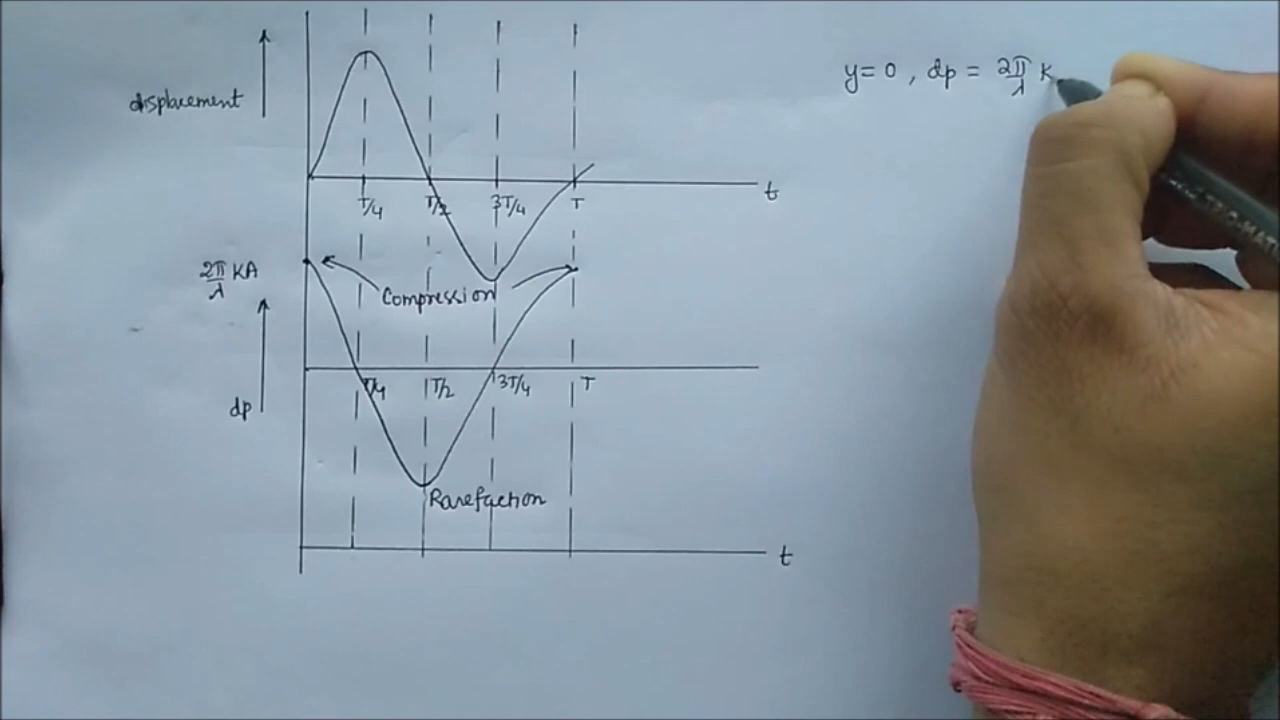 y=0, dp = 2π/λ K
displacement
t
T/4 T/2 3T/4 T
2π/λ KA
Compression
T/4 T/2 3T/4 T
dp
Rarefaction
t